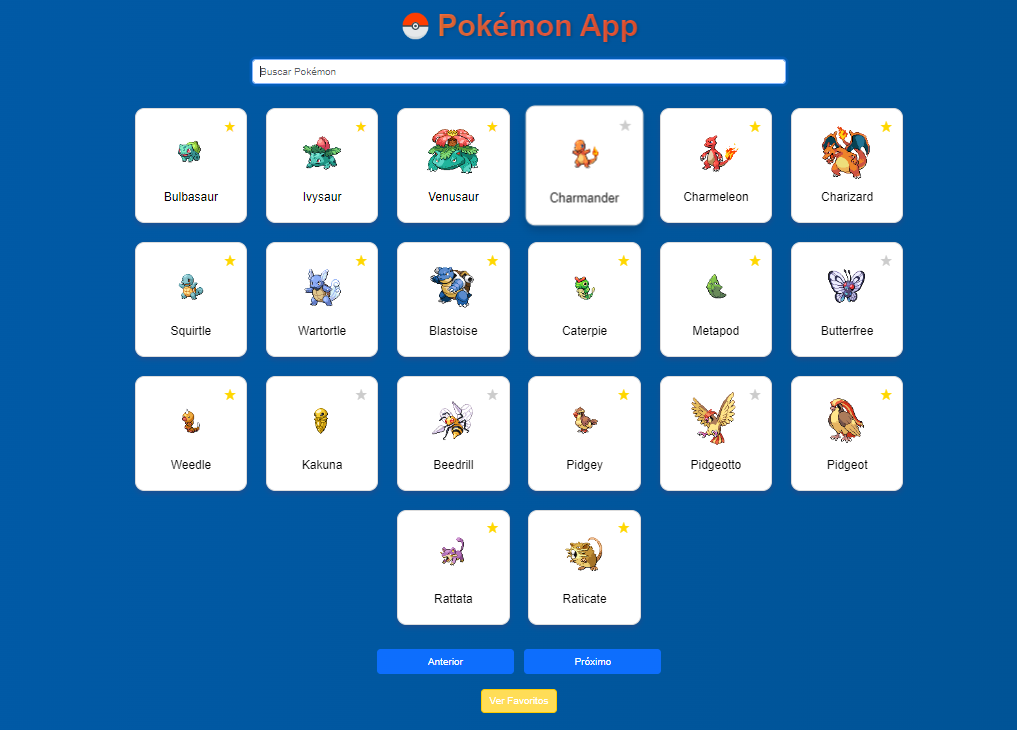 Pokémon App
Buscar Pokémon
Bulbasaur
Ivysaur
Venusaur
Charmander
Charmeleon
Charizard
Squirtle
Wartortle
Blastoise
Caterpie
Metapod
Butterfree
Weedle
Kakuna
Beedrill
Pidgey
Pidgeotto
Pidgeot
Rattata
Raticate
Anterior
Próximo
Ver Favoritos